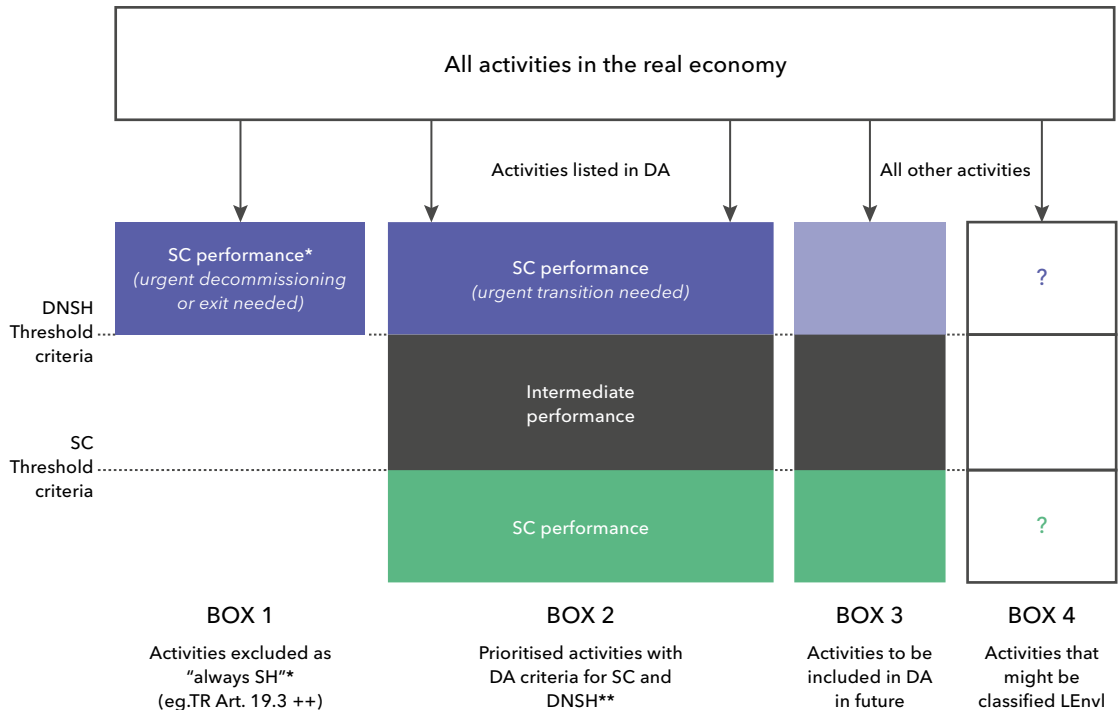 All activities in the real economy
Activities listed in DA
All other activities
SC performance*
(urgent decommissioning
or exit needed)
SC performance
(urgent transition needed)
?
DNSH
Threshold
criteria
Intermediate
performance
SC
Threshold
criteria
SC performance
?
BOX 1
Activities excluded as
“always SH”*
(eg.TR Art. 19.3 ++)
BOX 2
Prioritised activities with
DA criteria for SC and
DNSH**
BOX 3
Activities to be
included in DA
in future
BOX 4
Activities that
might be
classified LEnvI